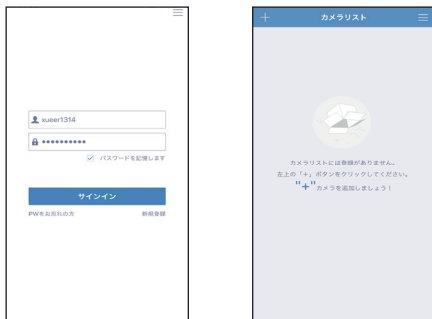 xueer1314
••••••••••
パスワードを記憶します
サインイン
PWをお忘れの方
新規登録
カメラリスト
カメラリストには登録がありません。
左上の「+」ボタンをクリックしてください。
"+"カメラを追加しましょう!